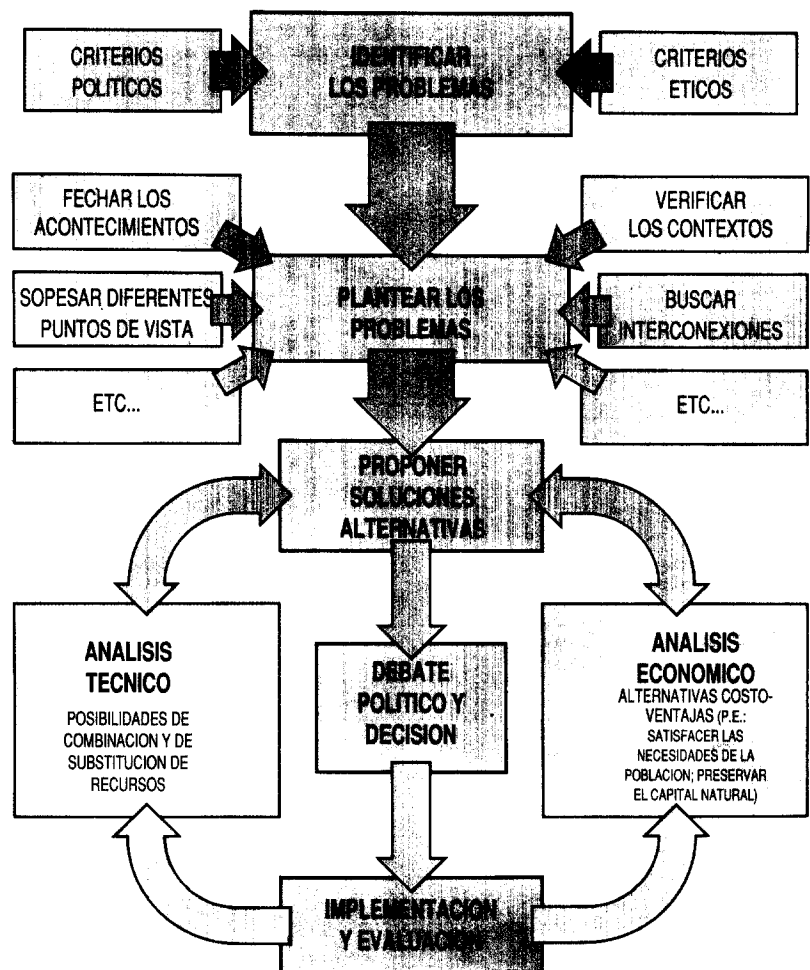 CRITERIOS
POLITICOS
IDENTIFICAR
LOS PROBLEMAS
CRITERIOS
ETICOS
FECHAR LOS
ACONTECIMIENTOS
VERIFICAR
LOS CONTEXTOS
SOPESAR DIFERENTES
PUNTOS DE VISTA
PLANTEAR LOS
PROBLEMAS
BUSCAR
INTERCONEXIONES
ETC...
ETC...
PROPONER
SOLUCIONES
ALTERNATIVAS
ANALISIS
TECNICO
POSIBILIDADES DE
COMBINACION Y DE
SUBSTITUCION DE
RECURSOS
DEBATE
POLITICO Y
DECISION
ANALISIS
ECONOMICO
ALTERNATIVAS COSTO-
VENTAJAS (P.E.:
SATISFACER LAS
NECESIDADES DE LA
POBLACION; PRESERVAR
EL CAPITAL NATURAL)
IMPLEMENTACION
Y EVALUACION